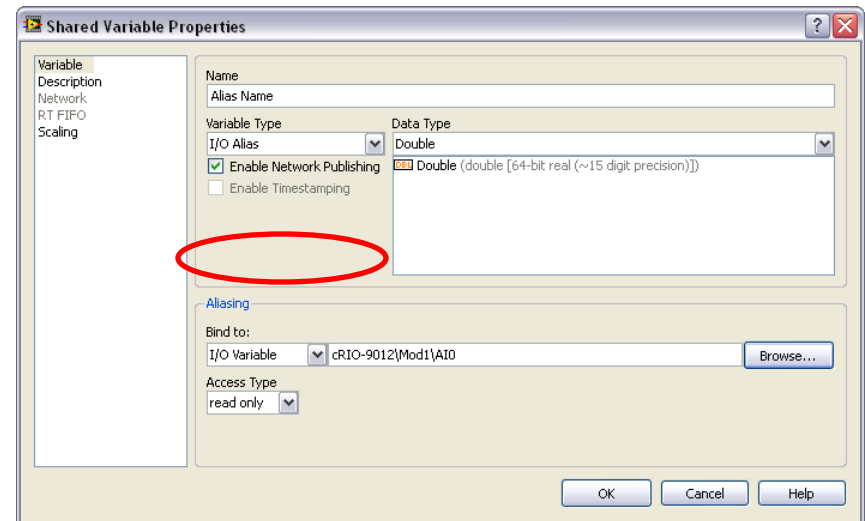 Shared Variable Properties
Variable
Description
Network
RT FIFO
Scaling
Name
Alias Name
Variable Type
Data Type
I/O Alias
Double
Enable Network Publishing
DBL Double (double [64-bit real (~15 digit precision)])
Enable Timestamping
Aliasing
Bind to:
I/O Variable
cRIO-9012\Mod1\AI0
Browse...
Access Type
read only
OK
Cancel
Help